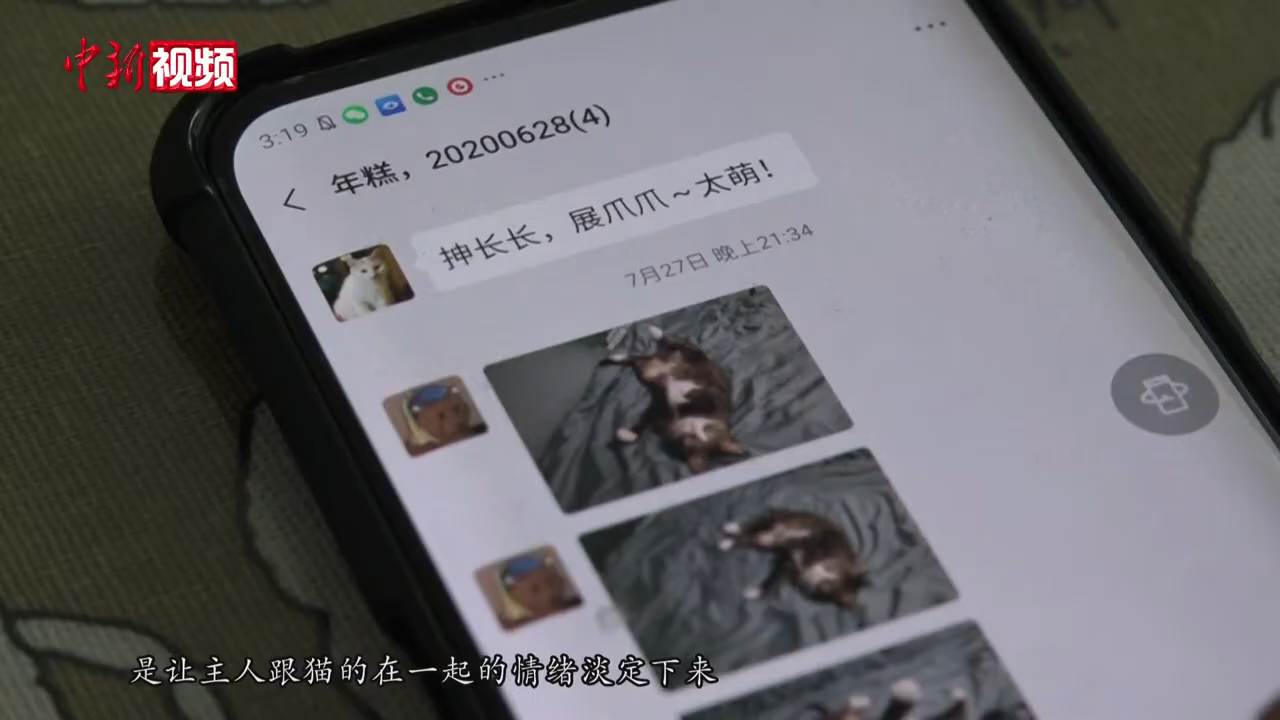 中新视频
3:19
年糕，20200628(4)
抻长长，展爪爪～太萌！
7月27日 晚上21:34
是让主人跟猫的在一起的情绪淡定下来